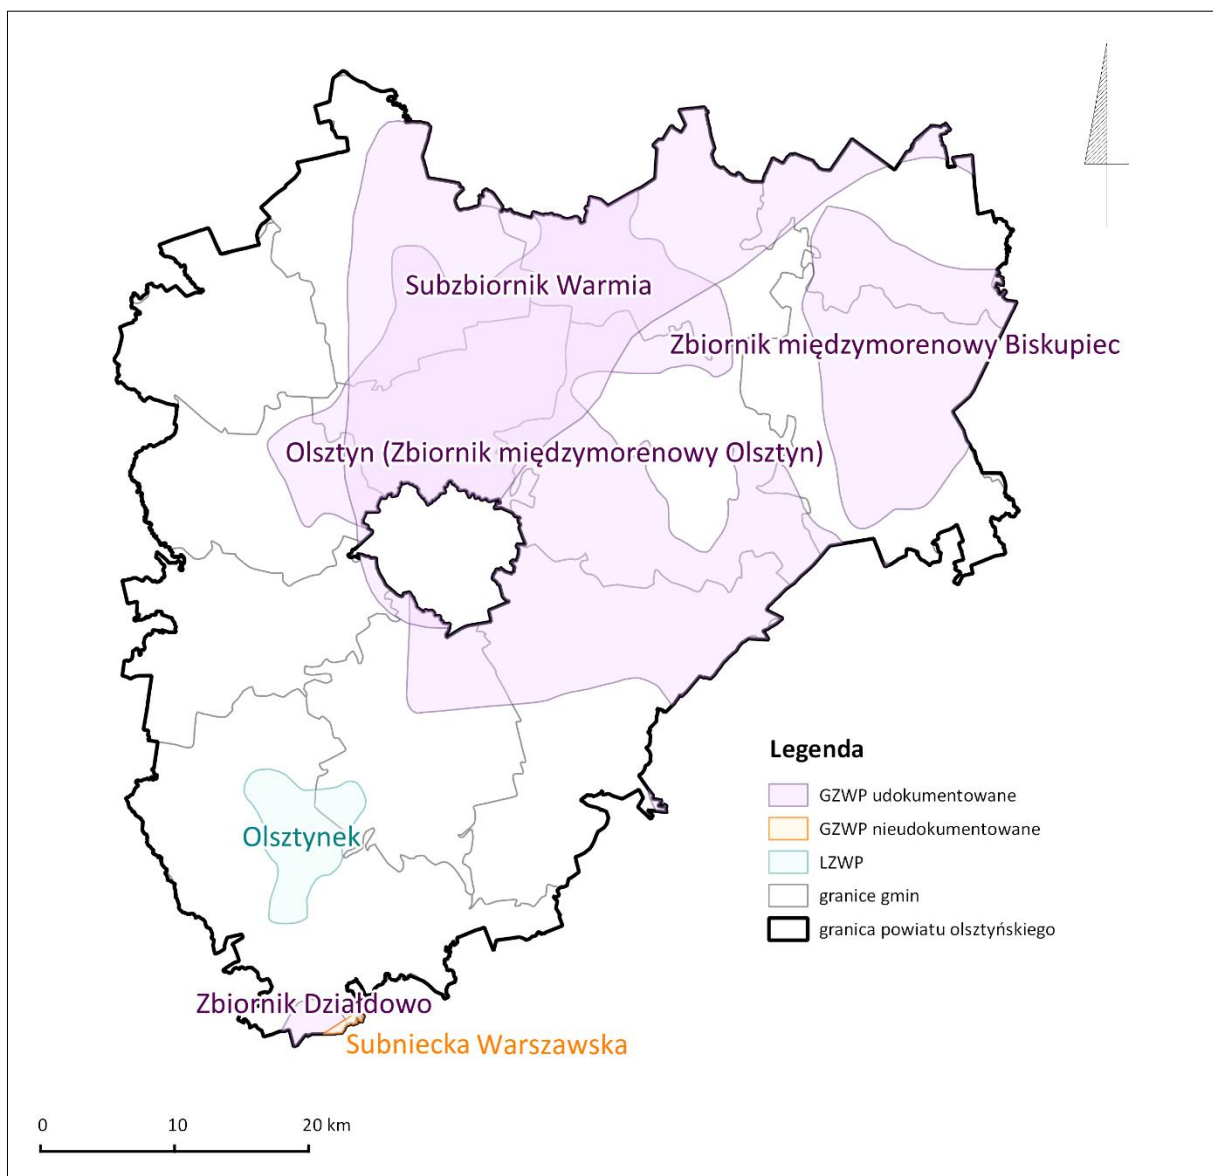 Subzbiornik Warmia
Zbiornik międzymorenowy Biskupiec
Olsztyn (Zbiornik międzymorenowy Olsztyn)
Legenda
GZWP udokumentowane
GZWP nieudokumentowane
LZWP
granice gmin
granica powiatu olsztyńskiego
Olsztynek
Zbiornik Działdowo
Subniecka Warszawska
0 10 20 km